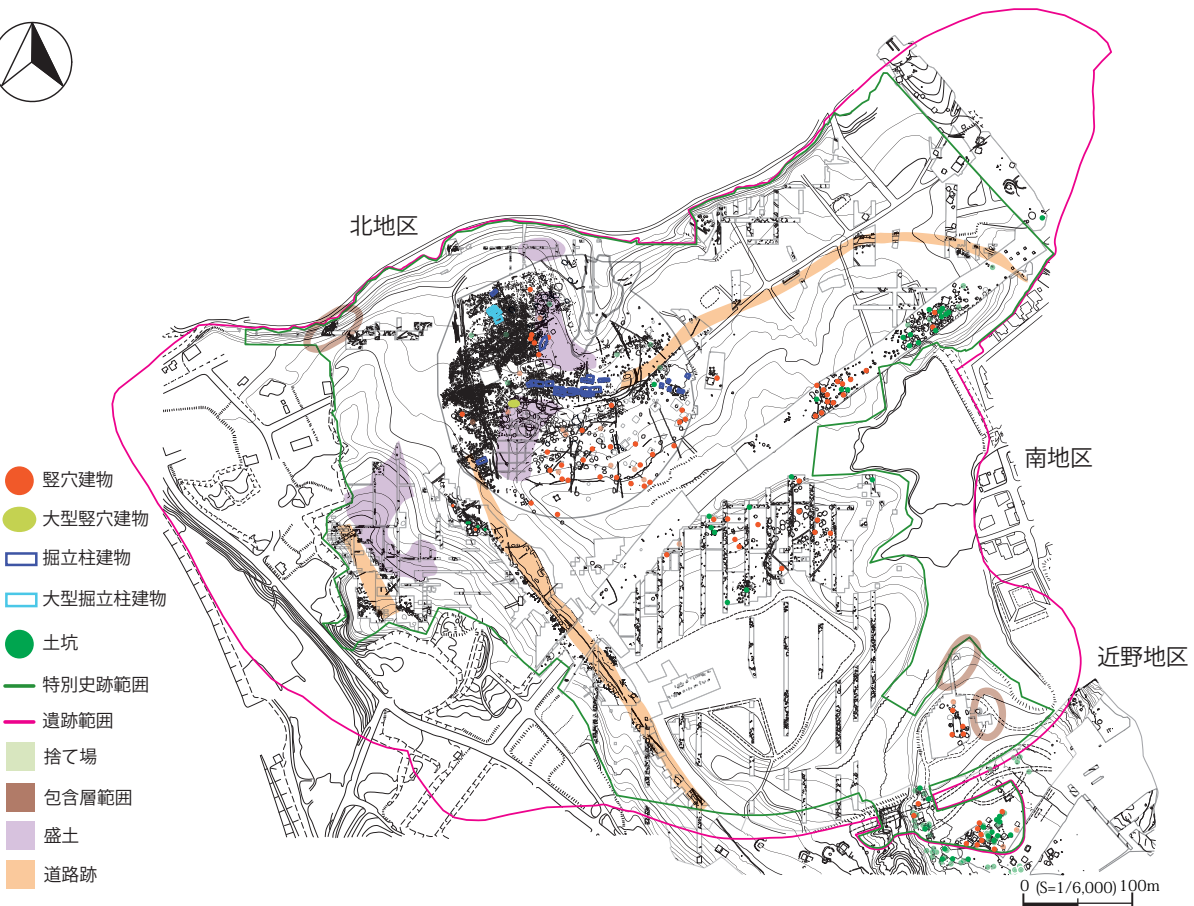 北地区
南地区
近野地区
竪穴建物
大型竪穴建物
掘立柱建物
大型掘立柱建物
土坑
特別史跡範囲
遺跡範囲
捨て場
包含層範囲
盛土
道路跡
0 (S=1/6,000) 100m